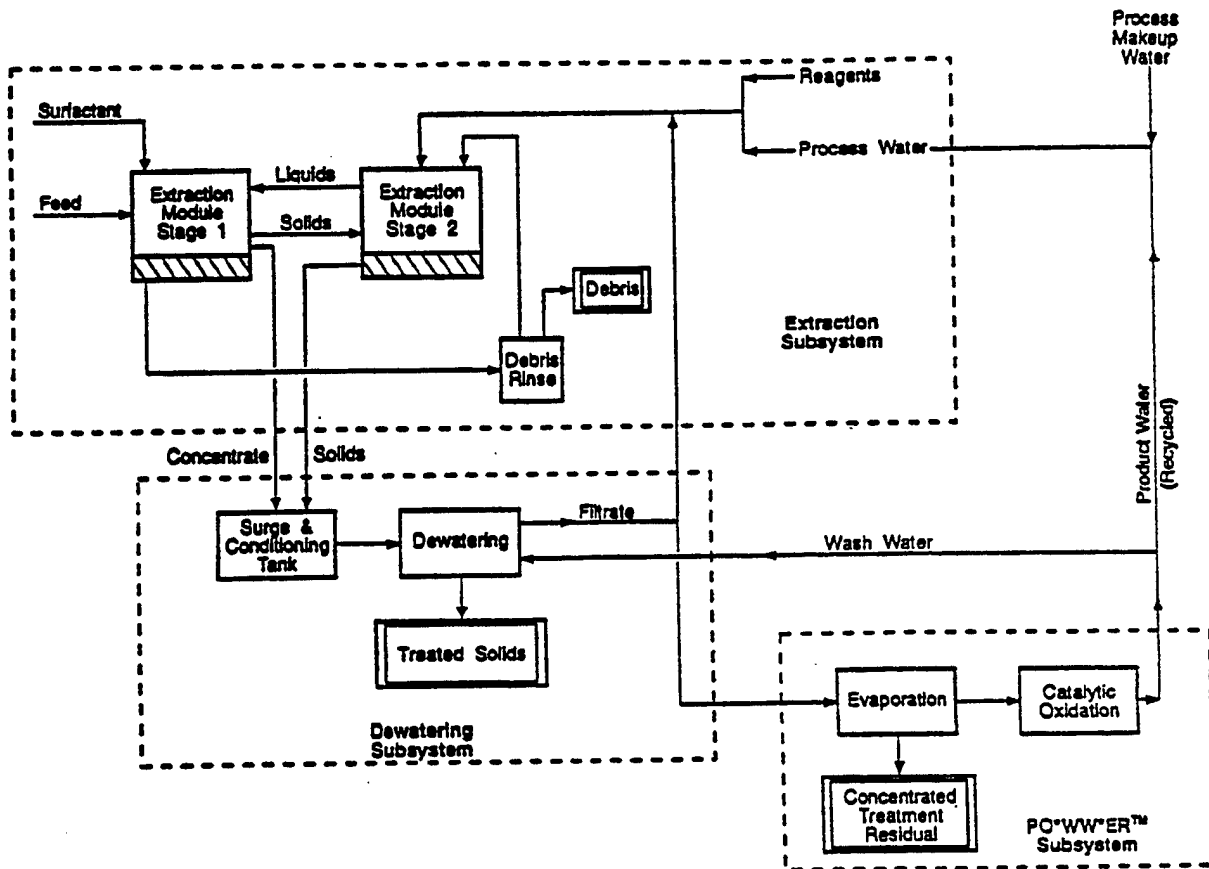 Process
Makeup
Water
Reagents
Surfactant
Process Water
Liquids
Extraction
Module
Stage 1
Extraction
Module
Stage 2
Feed
Solids
Debris
Extraction
Subsystem
Debris
Rinse
Product Water
(Recycled)
Concentrate
Solids
Filtrate
Surge &
Conditioning
Tank
Dewatering
Wash Water
Treated Solids
Evaporation
Catalytic
Oxidation
Dewatering
Subsystem
Concentrated
Treatment
Residual
PO*WW*ER™
Subsystem